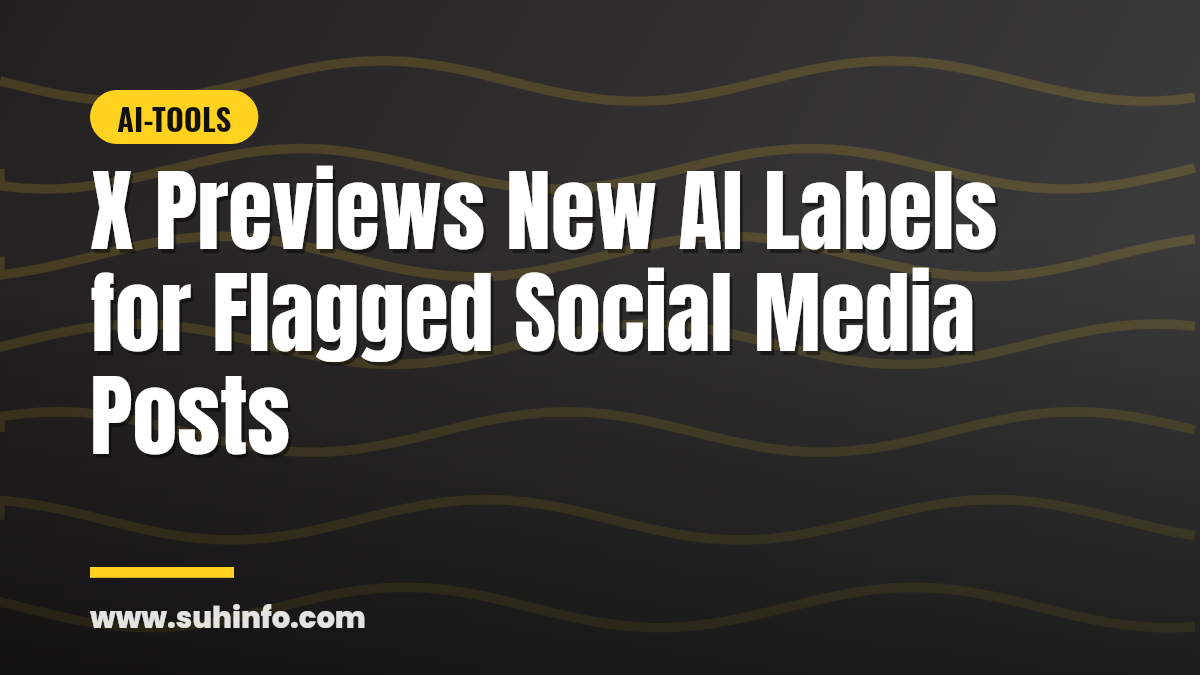 AI-TOOLS
X Previews New AI Labels
for Flagged Social Media
Posts
www.suhinfo.com